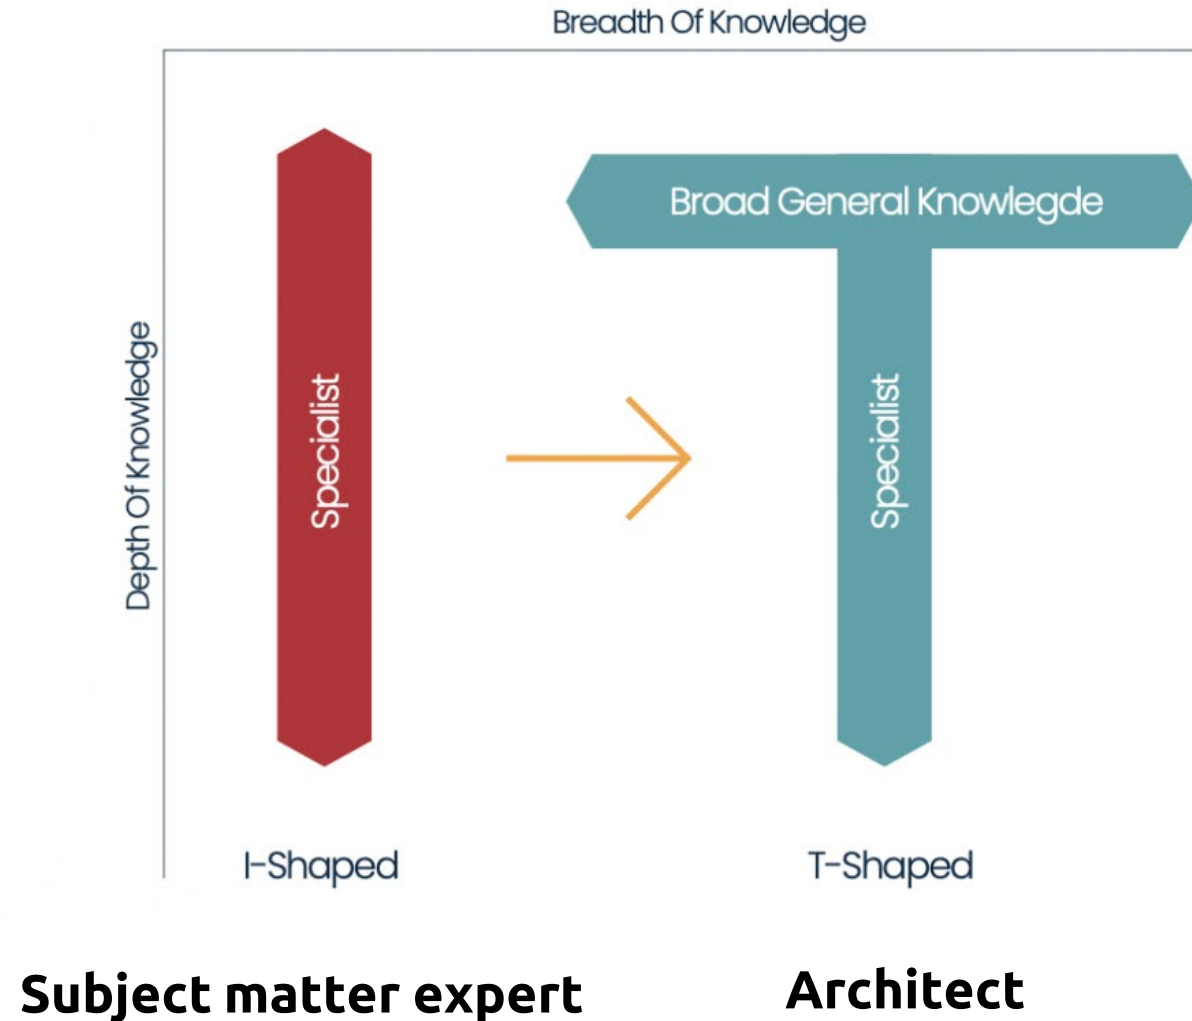 Breadth Of Knowledge
Depth Of Knowledge
Specialist
Broad General Knowlegde
Specialist
I-Shaped
T-Shaped
Subject matter expert
Architect